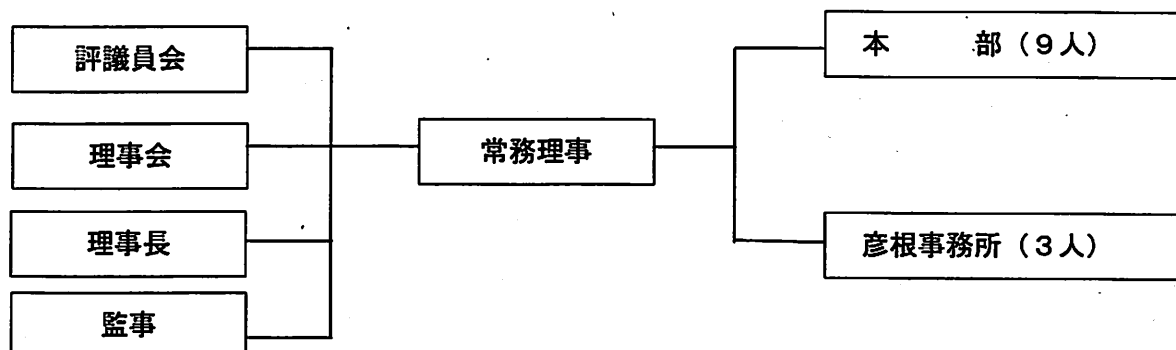 評議員会
理事会
理事長
監事
常務理事
本　　部（９人）
彦根事務所（３人）